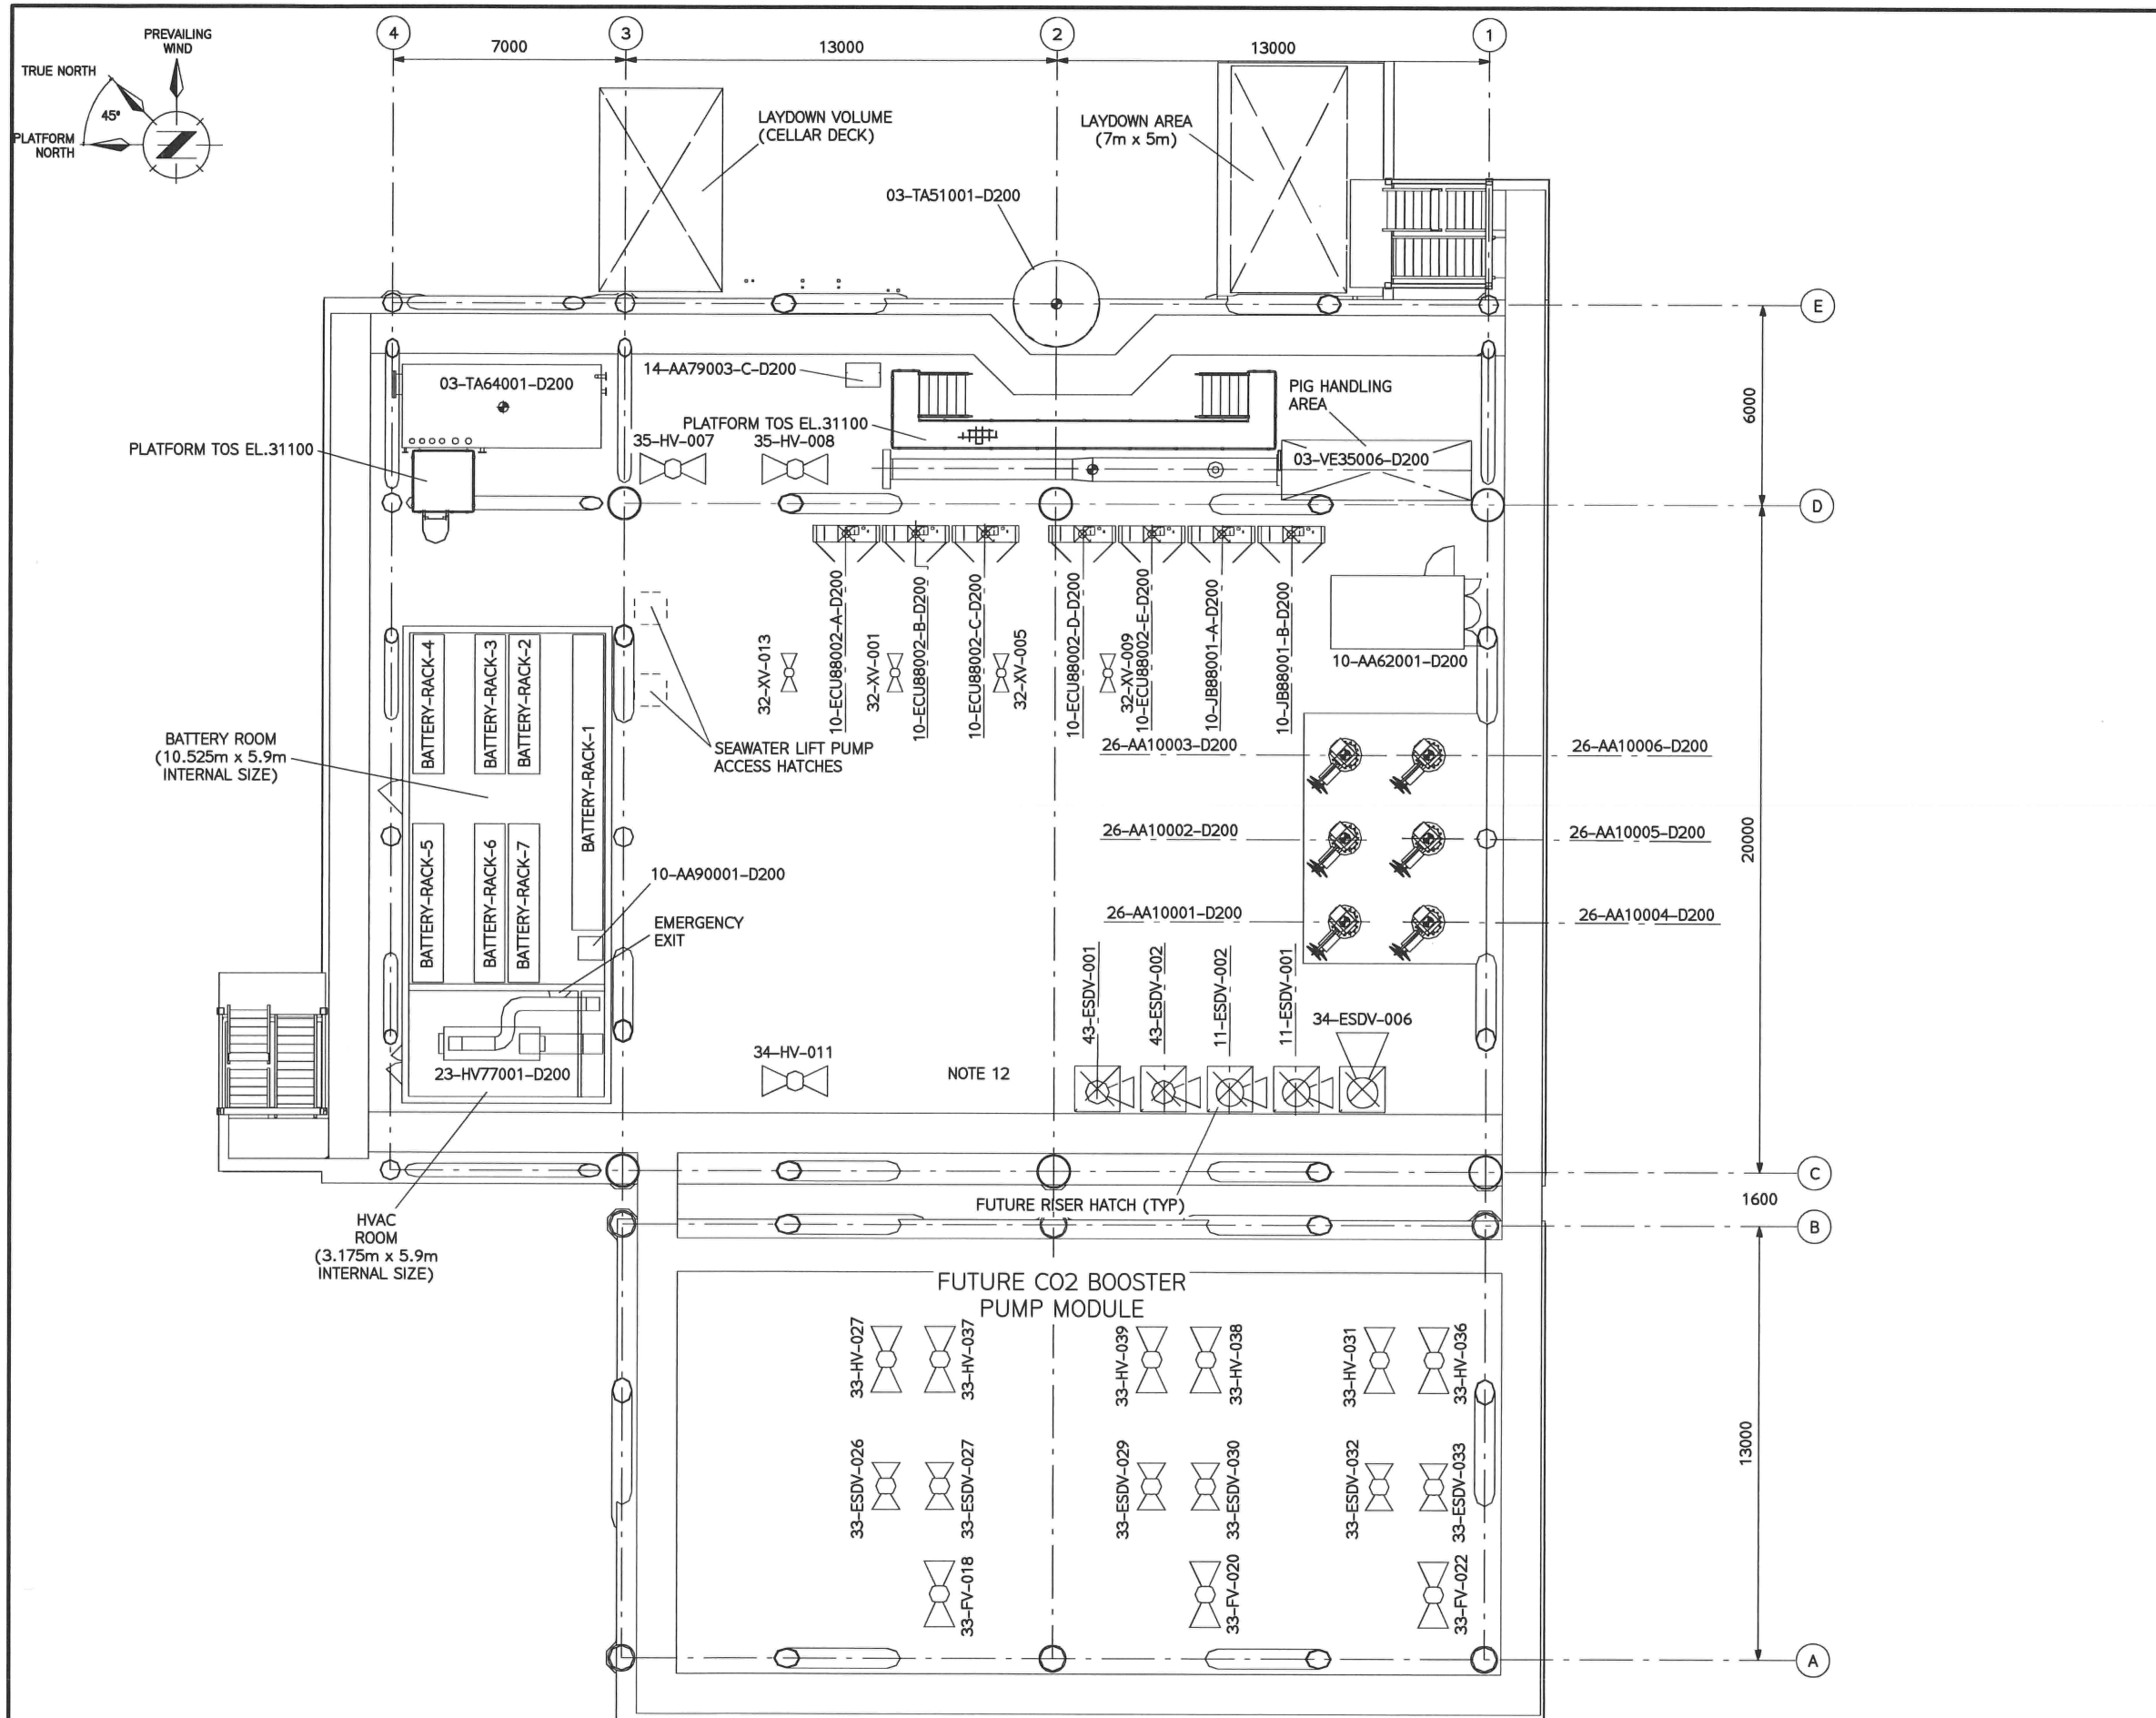 PREVAILING
WIND
TRUE NORTH
45°
PLATFORM
NORTH
4
7000
3
13000
2
13000
1
LAYDOWN VOLUME
(CELLAR DECK)
LAYDOWN AREA
(7m x 5m)
03-TA51001-D200
E
03-TA64001-D200
14-AA79003-C-D200
PIG HANDLING
AREA
6000
PLATFORM TOS EL.31100
PLATFORM TOS EL.31100
35-HV-007
35-HV-008
03-VE35006-D200
D
10-ECU88002-A-D200
10-ECU88002-B-D200
10-ECU88002-C-D200
10-ECU88002-D-D200
10-ECU88002-E-D200
10-JB88001-A-D200
10-JB88001-B-D200
32-XV-013
32-XV-001
32-XV-005
32-XV-009
10-AA62001-D200
BATTERY-RACK-4
BATTERY-RACK-3
BATTERY-RACK-2
BATTERY-RACK-1
BATTERY ROOM
(10.525m x 5.9m
INTERNAL SIZE)
SEAWATER LIFT PUMP
ACCESS HATCHES
26-AA10003-D200
26-AA10006-D200
26-AA10002-D200
26-AA10005-D200
20000
BATTERY-RACK-5
BATTERY-RACK-6
BATTERY-RACK-7
10-AA90001-D200
EMERGENCY
EXIT
26-AA10001-D200
26-AA10004-D200
43-ESDV-001
43-ESDV-002
11-ESDV-002
11-ESDV-001
34-ESDV-006
34-HV-011
NOTE 12
23-HV77001-D200
C
1600
FUTURE RISER HATCH (TYP)
B
HVAC
ROOM
(3.175m x 5.9m
INTERNAL SIZE)
FUTURE CO2 BOOSTER
PUMP MODULE
33-HV-027
33-HV-037
33-HV-039
33-HV-038
33-HV-031
33-HV-036
13000
33-ESDV-026
33-ESDV-027
33-ESDV-029
33-ESDV-030
33-ESDV-032
33-ESDV-033
33-FV-018
33-FV-020
33-FV-022
A